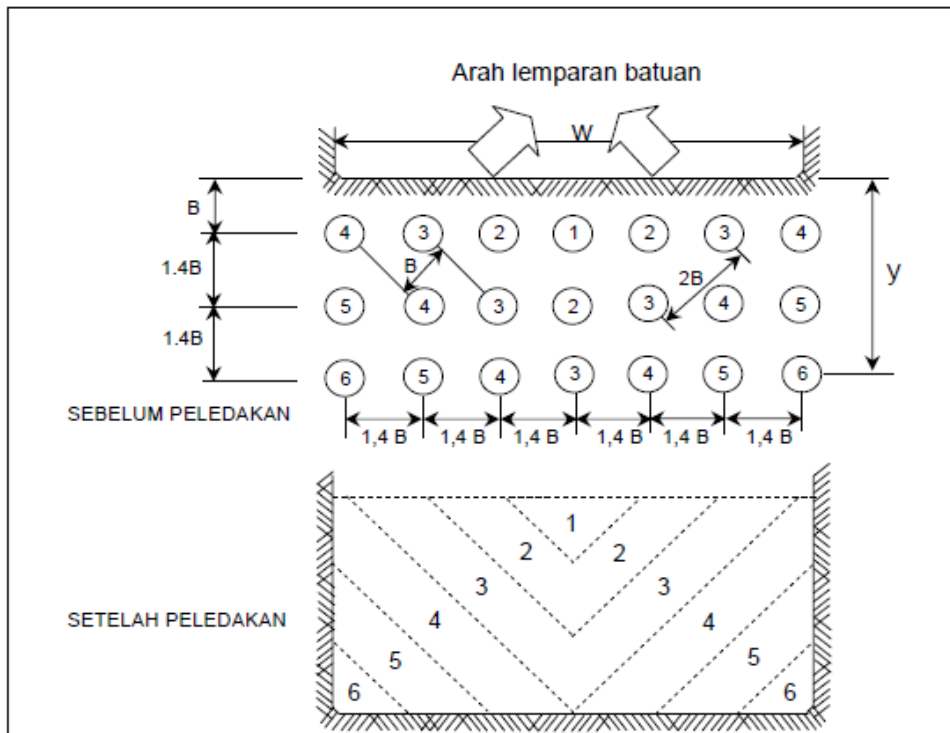 Arah lemparan batuan
W
B
4 3 2 1 2 3 4
B
2B
y
1.4B
5 4 3 2 3 4 5
1.4B
6 5 4 3 4 5 6
SEBELUM PELEDAKAN
1,4 B 1,4 B 1,4 B 1,4 B 1,4 B 1,4 B
1
2 2
3 3
SETELAH PELEDAKAN
4 4
5 5
6 6